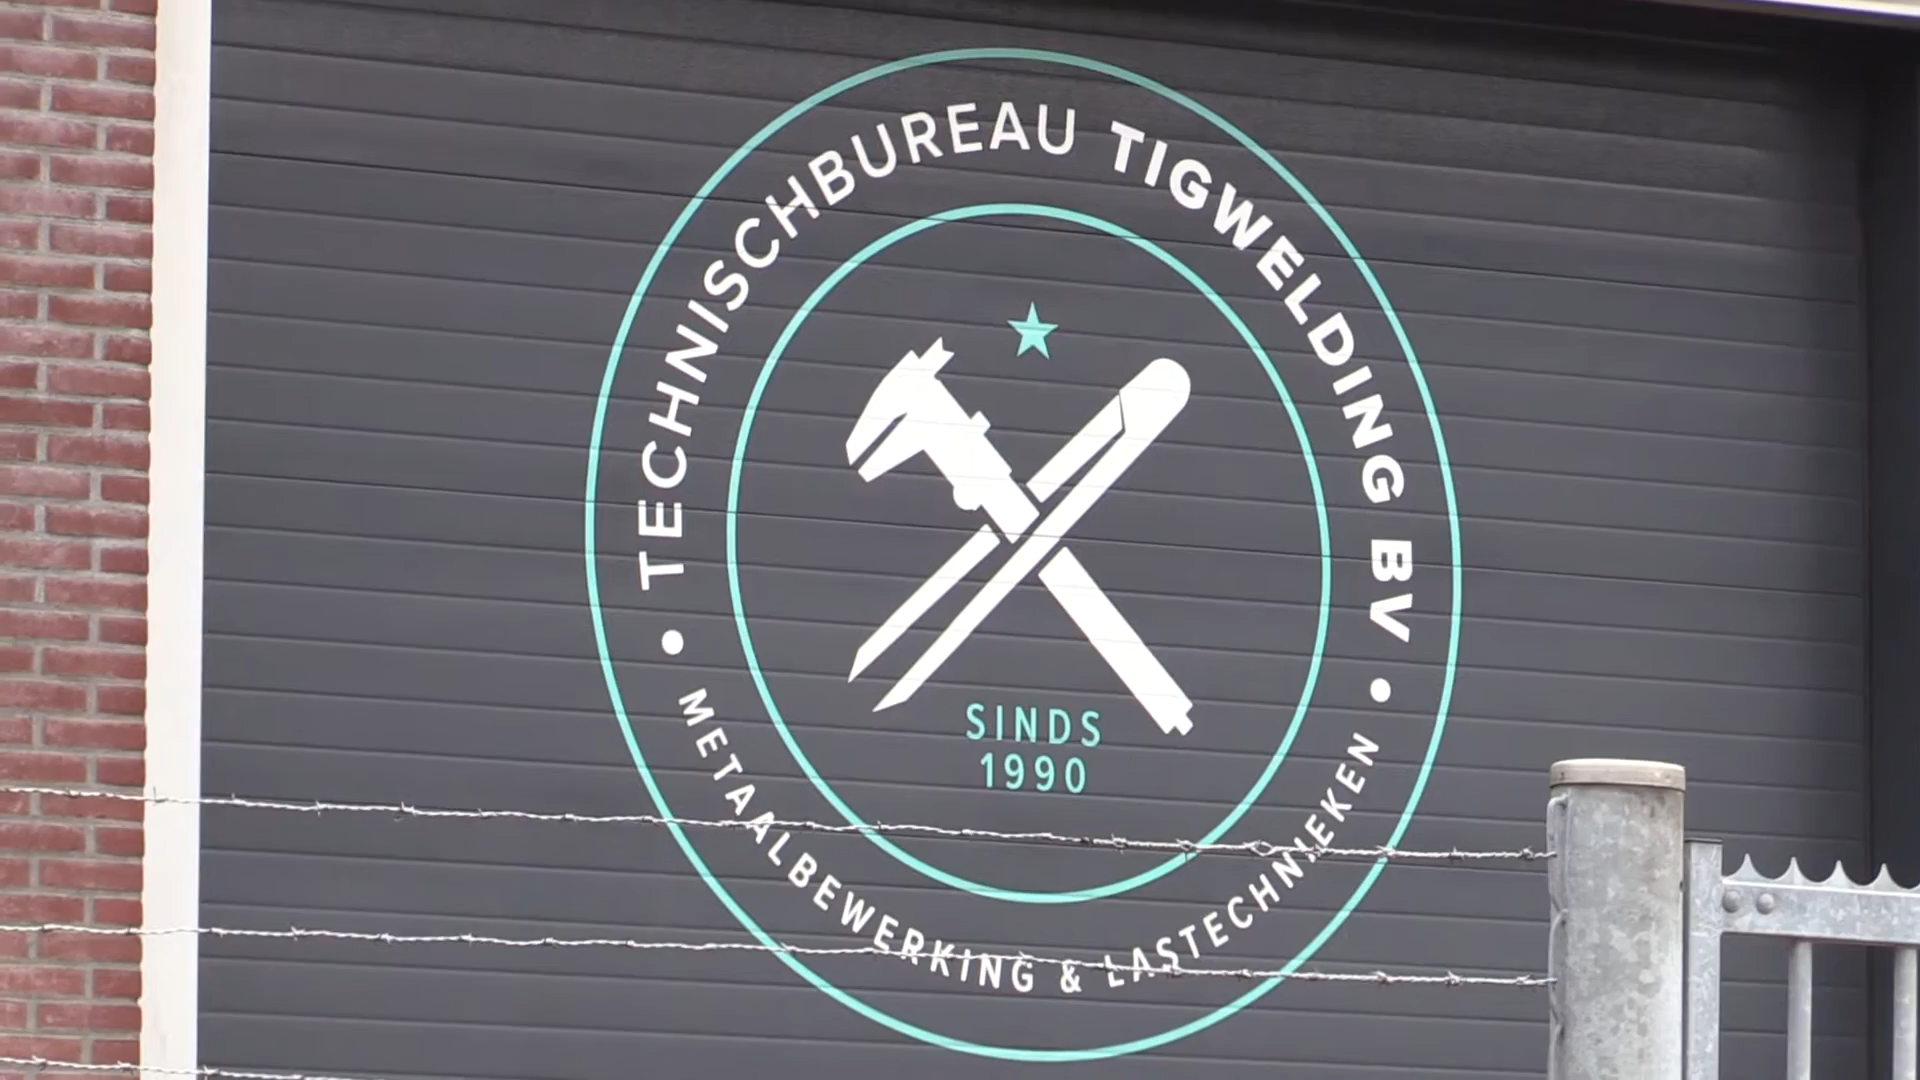 TECHNISCHBUREAU TIGWELDING BV
SINDS
1990
METAALBEWERKING & LASTECHNIEKEN